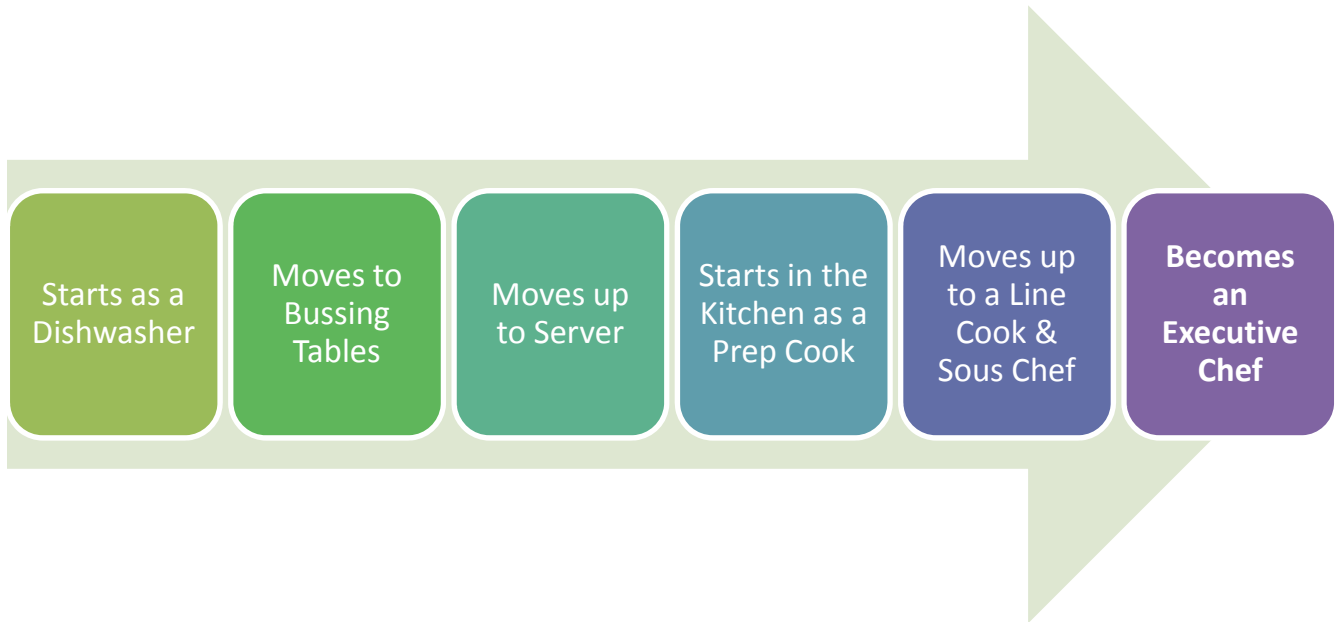 Starts as a
Dishwasher
Moves to
Bussing
Tables
Moves up
to Server
Starts in the
Kitchen as a
Prep Cook
Moves up
to a Line
Cook &
Sous Chef
Becomes
an
Executive
Chef